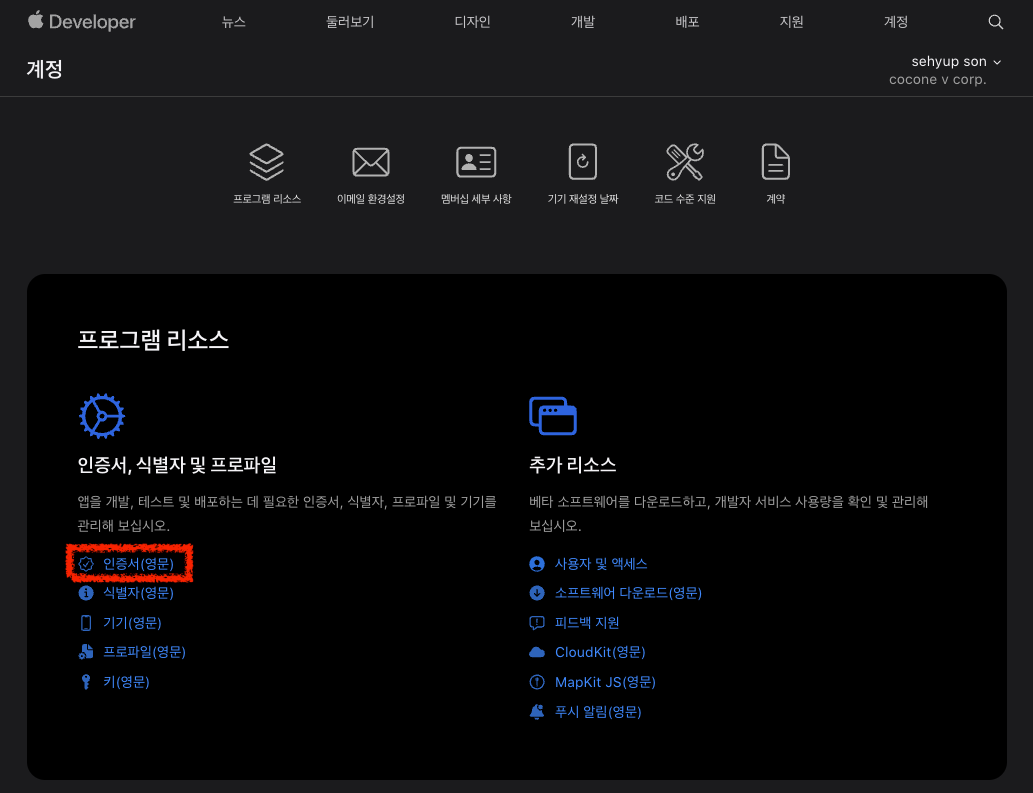 Developer
뉴스
둘러보기
디자인
개발
배포
지원
계정
계정
sehyup son
cocone v corp.
프로그램 리소스
이메일 환경설정
멤버십 세부 사항
기기 재설정 날짜
코드 수준 지원
계약
프로그램 리소스
인증서, 식별자 및 프로파일
앱을 개발, 테스트 및 배포하는 데 필요한 인증서, 식별자, 프로파일 및 기기를
관리해 보십시오.
인증서(영문)
식별자(영문)
기기(영문)
프로파일(영문)
키(영문)
추가 리소스
베타 소프트웨어를 다운로드하고, 개발자 서비스 사용량을 확인 및 관리해
보십시오.
사용자 및 액세스
소프트웨어 다운로드(영문)
피드백 지원
CloudKit(영문)
MapKit JS(영문)
푸시 알림(영문)